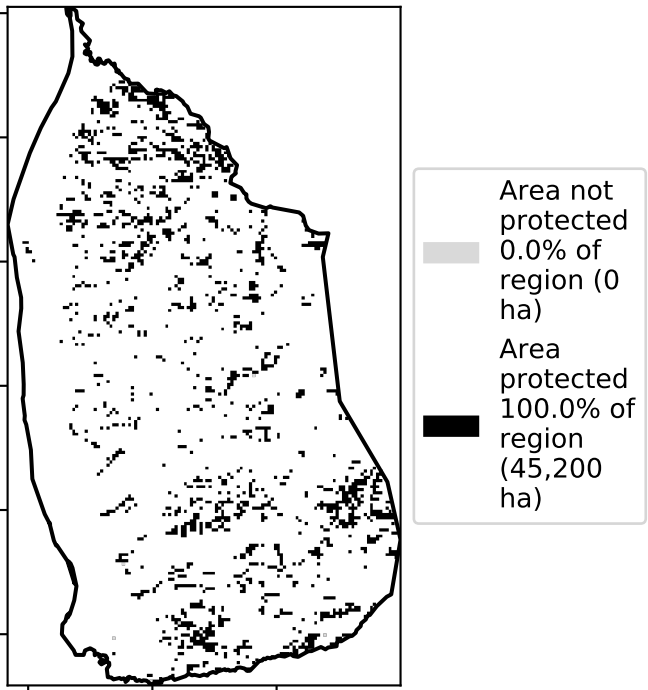 Area not
protected
0.0% of
region (0
ha)
Area
protected
100.0% of
region
(45,200
ha)